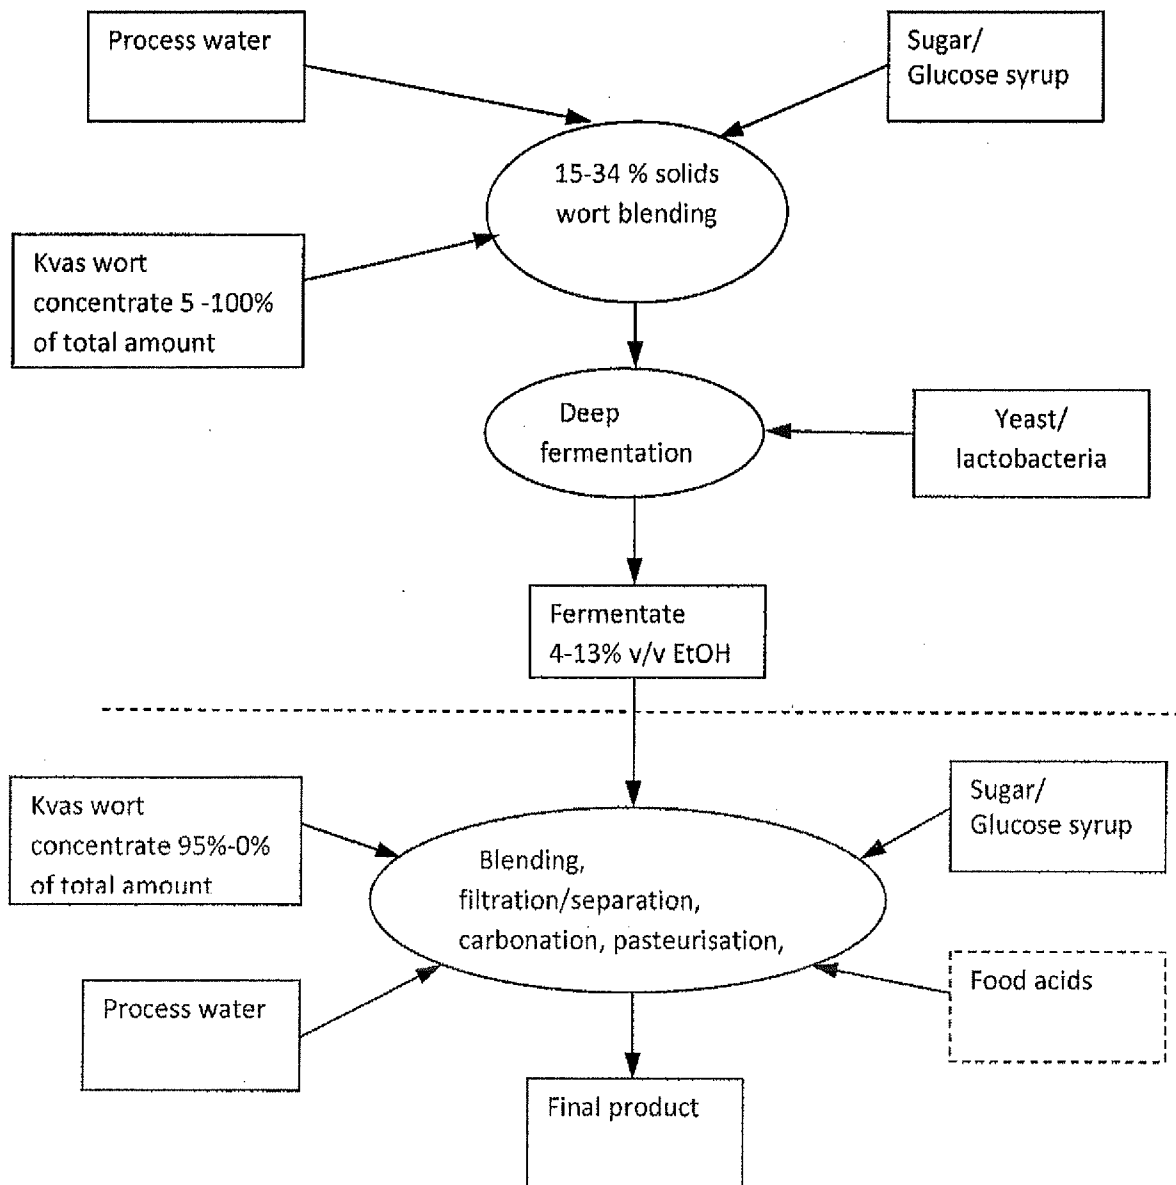 Process water
Sugar/
Glucose syrup
15-34 % solids
wort blending
Kvas wort
concentrate 5 -100%
of total amount
Deep
fermentation
Yeast/
lactobacteria
Fermentate
4-13% v/v EtOH
Kvas wort
concentrate 95%-0%
of total amount
Sugar/
Glucose syrup
Blending,
filtration/separation,
carbonation, pasteurisation,
Process water
Food acids
Final product